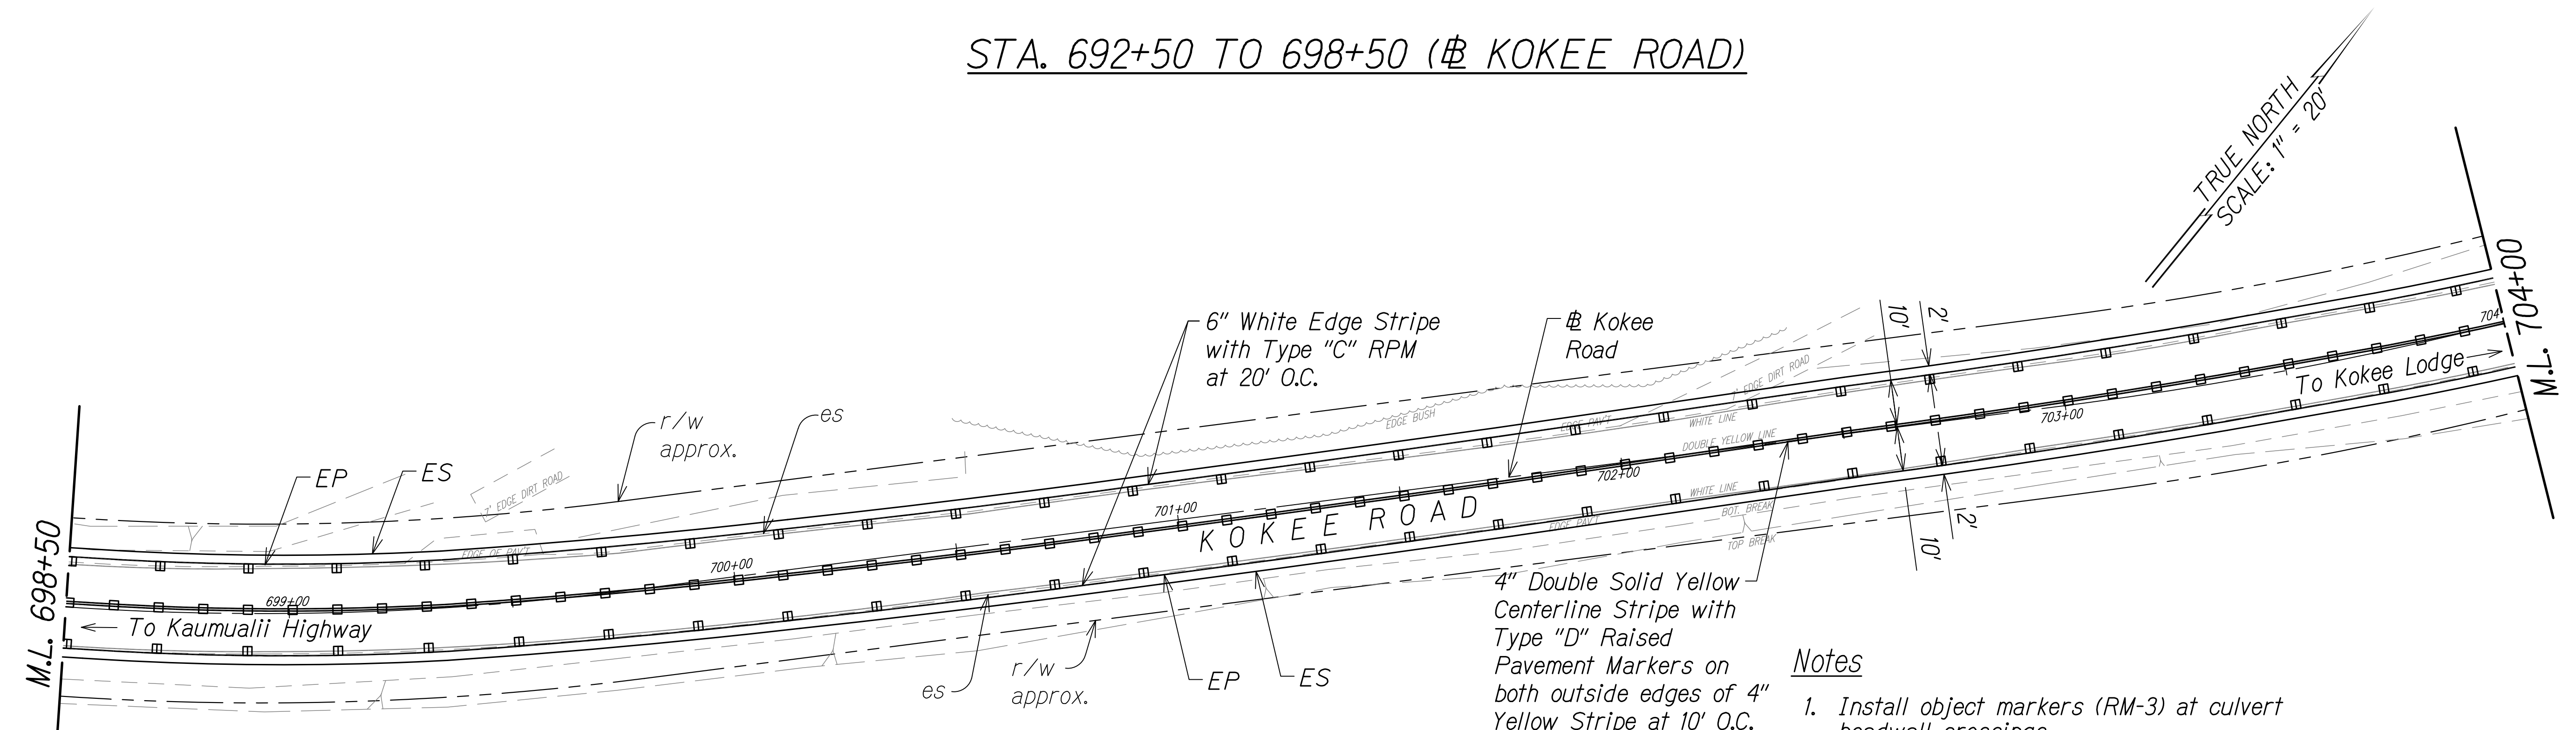 STA. 692+50 TO 698+50 (℄ KOKEE ROAD)
TRUE NORTH
SCALE: 1" = 20'
M.L. 698+50
M.L. 704+00
6" White Edge Stripe
with Type "C" RPM
at 20' O.C.
Kokee
Road
10'
2'
704
To Kokee Lodge
r/w
approx.
es
EP
ES
7' EDGE DIRT ROAD
EDGE OF PAV'T
EDGE BUSH
EDGE PAV'T
WHITE LINE
7' EDGE DIRT ROAD
DOUBLE YELLOW LINE
703+00
702+00
701+00
700+00
699+00
KOKEE ROAD
WHITE LINE
EDGE PAV'T
BOT. BREAK
TOP BREAK
2'
10'
To Kaumualii Highway
es
r/w
approx.
EP
ES
4" Double Solid Yellow
Centerline Stripe with
Type "D" Raised
Pavement Markers on
both outside edges of 4"
Yellow Stripe at 10' O.C.
Notes
1. Install object markers (RM-3) at culvert